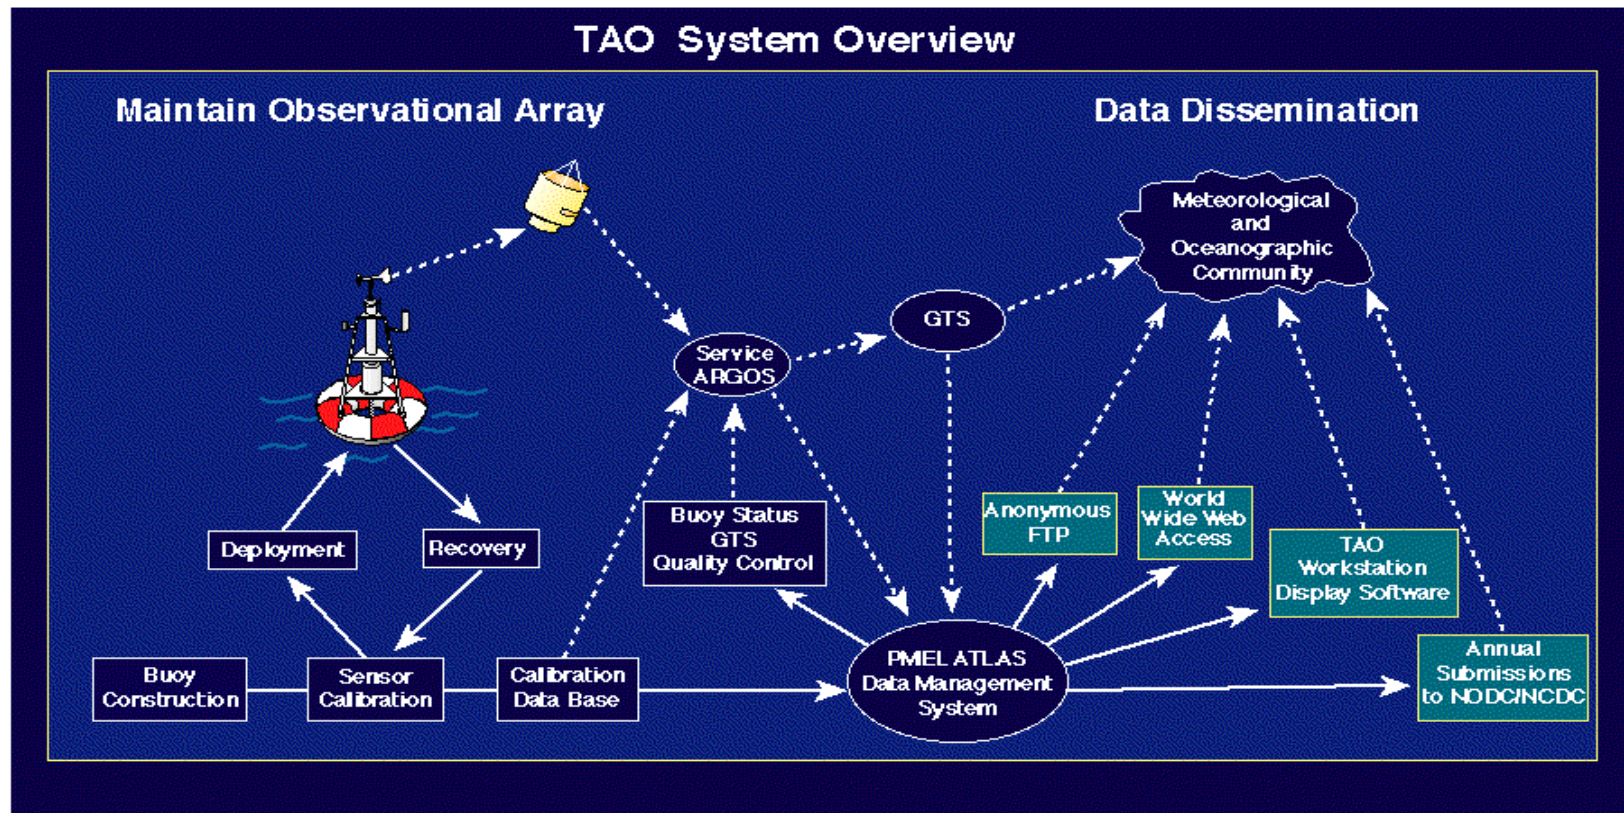 TAO System Overview
Maintain Observational Array
Data Dissemination
Meteorological
and
Oceanographic
Community
GTS
Service
ARGOS
Buoy Status
GTS
Quality Control
Anonymous
FTP
World
Wide Web
Access
TAO
Workstation
Display Software
Deployment
Recovery
Buoy
Construction
Sensor
Calibration
Calibration
Data Base
PMEL ATLAS
Data Management
System
Annual
Submissions
to NODC/NCDC